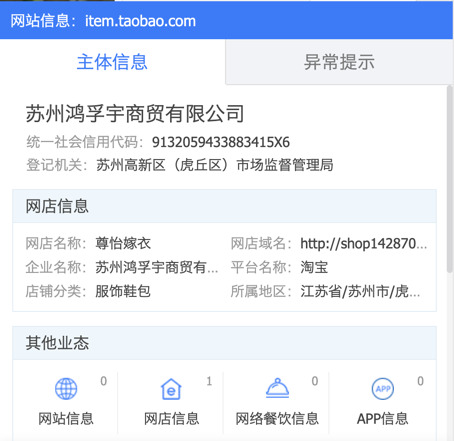 网站信息：item.taobao.com
主体信息 异常提示
苏州鸿孚宇商贸有限公司
统一社会信用代码：9132059433883415X6
登记机关：苏州高新区（虎丘区）市场监督管理局
网店信息
网店名称：尊怡嫁衣 网店域名：http://shop142870...
企业名称：苏州鸿孚宇商贸有... 平台名称：淘宝
店铺分类：服饰鞋包 所属地区：江苏省/苏州市/虎...
其他业态
0 1 0 0
APP
网站信息 网店信息 网络餐饮信息 APP信息